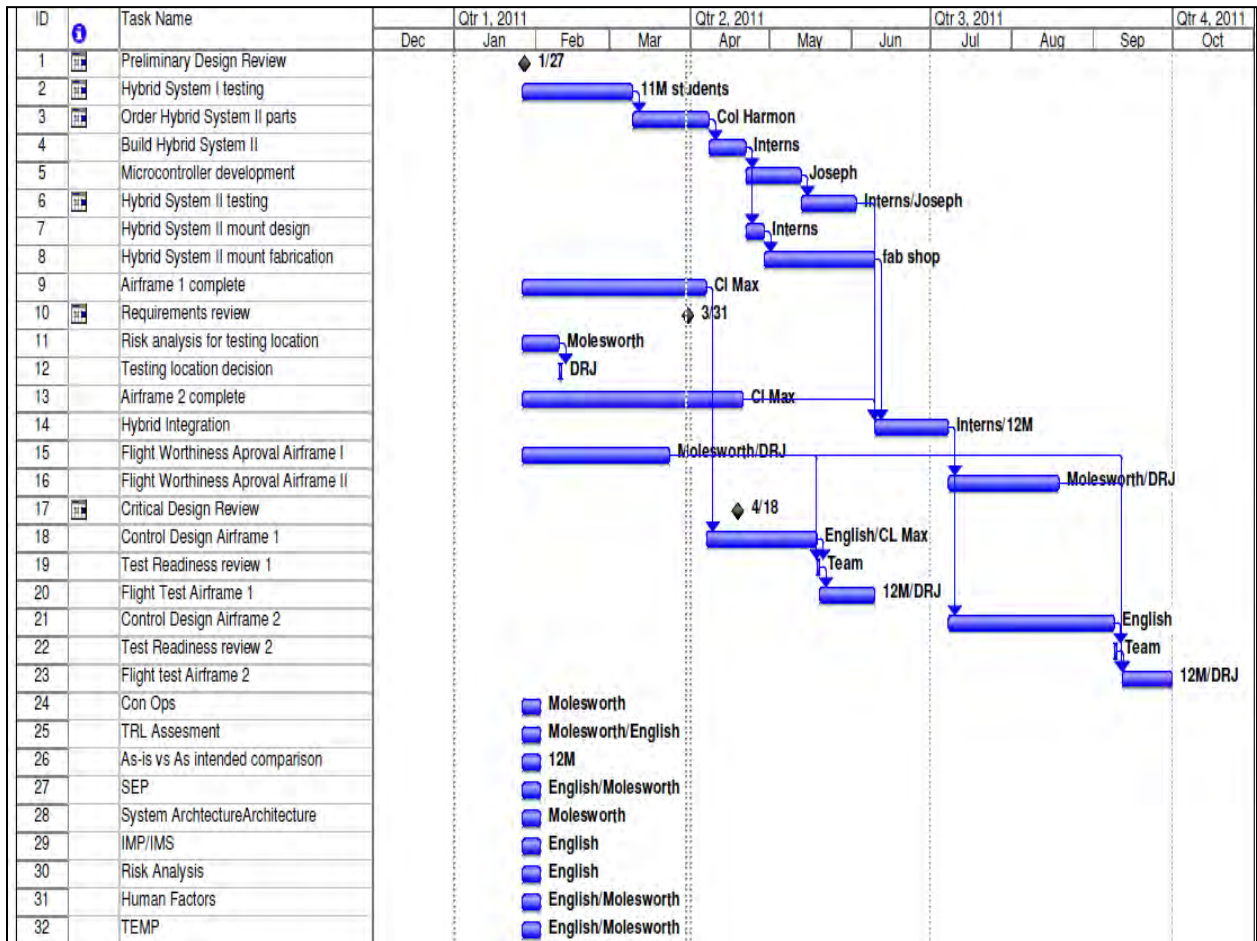 ID Task Name Qtr 1, 2011 Qtr 2, 2011 Qtr 3, 2011 Qtr 4, 2011
Dec Jan Feb Mar Apr May Jun Jul Aug Sep Oct
1 Preliminary Design Review 1/27
2 Hybrid System I testing 11M students
3 Order Hybrid System II parts Col Harmon
4 Build Hybrid System II Interns
5 Microcontroller development Joseph
6 Hybrid System II testing Interns/Joseph
7 Hybrid System II mount design Interns
8 Hybrid System II mount fabrication fab shop
9 Airframe 1 complete Cl Max
10 Requirements review 3/31
11 Risk analysis for testing location Molesworth
12 Testing location decision DRJ
13 Airframe 2 complete Cl Max
14 Hybrid Integration Interns/12M
15 Flight Worthiness Aproval Airframe I Molesworth/DRJ
16 Flight Worthiness Aproval Airframe II Molesworth/DRJ
17 Critical Design Review 4/18
18 Control Design Airframe 1 English/CL Max
19 Test Readiness review 1 Team
20 Flight Test Airframe 1 12M/DRJ
21 Control Design Airframe 2 English
22 Test Readiness review 2 Team
23 Flight test Airframe 2 12M/DRJ
24 Con Ops Molesworth
25 TRL Assesment Molesworth/English
26 As-is vs As intended comparison 12M
27 SEP English/Molesworth
28 System ArchtectureArchitecture Molesworth
29 IMP/IMS English
30 Risk Analysis English
31 Human Factors English/Molesworth
32 TEMP English/Molesworth